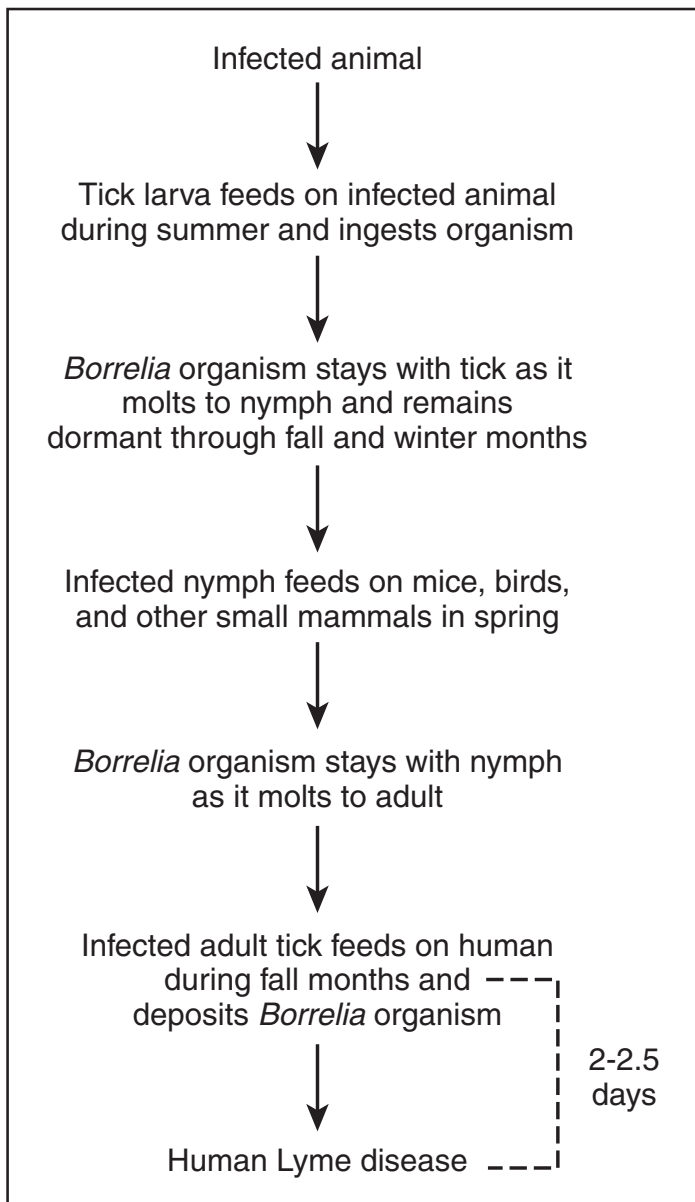 Infected animal
Tick larva feeds on infected animal
during summer and ingests organism
Borrelia organism stays with tick as it
molts to nymph and remains
dormant through fall and winter months
Infected nymph feeds on mice, birds,
and other small mammals in spring
Borrelia organism stays with nymph
as it molts to adult
Infected adult tick feeds on human
during fall months and
deposits Borrelia organism
2-2.5
days
Human Lyme disease